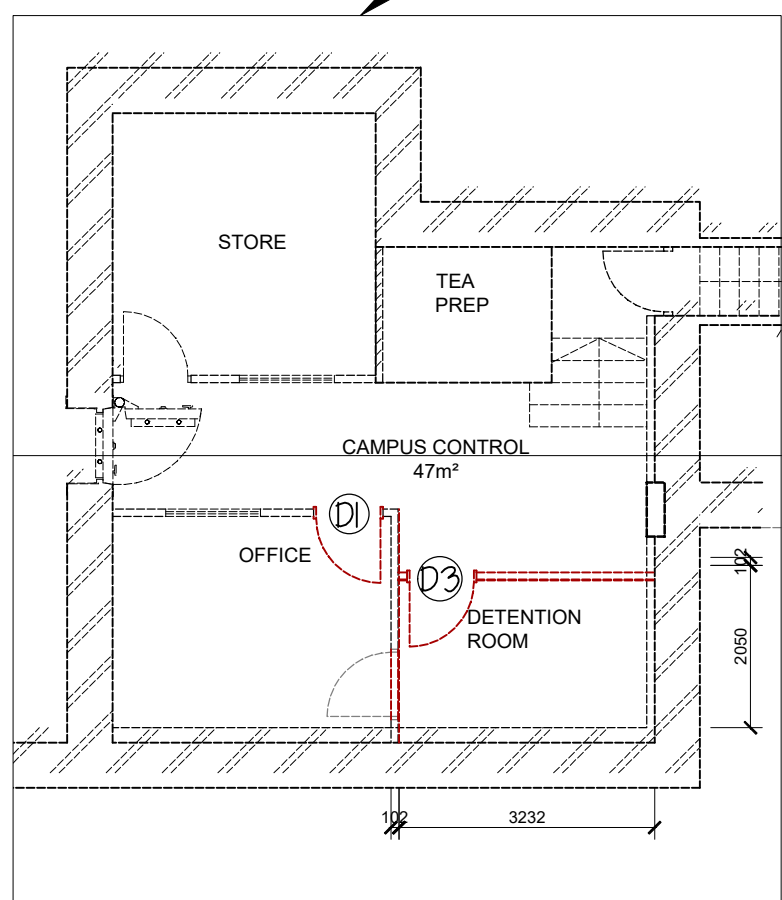 STORE
TEA
PREP
CAMPUS CONTROL
47m²
D1
OFFICE
D3
DETENTION
ROOM
102
2050
102
3232